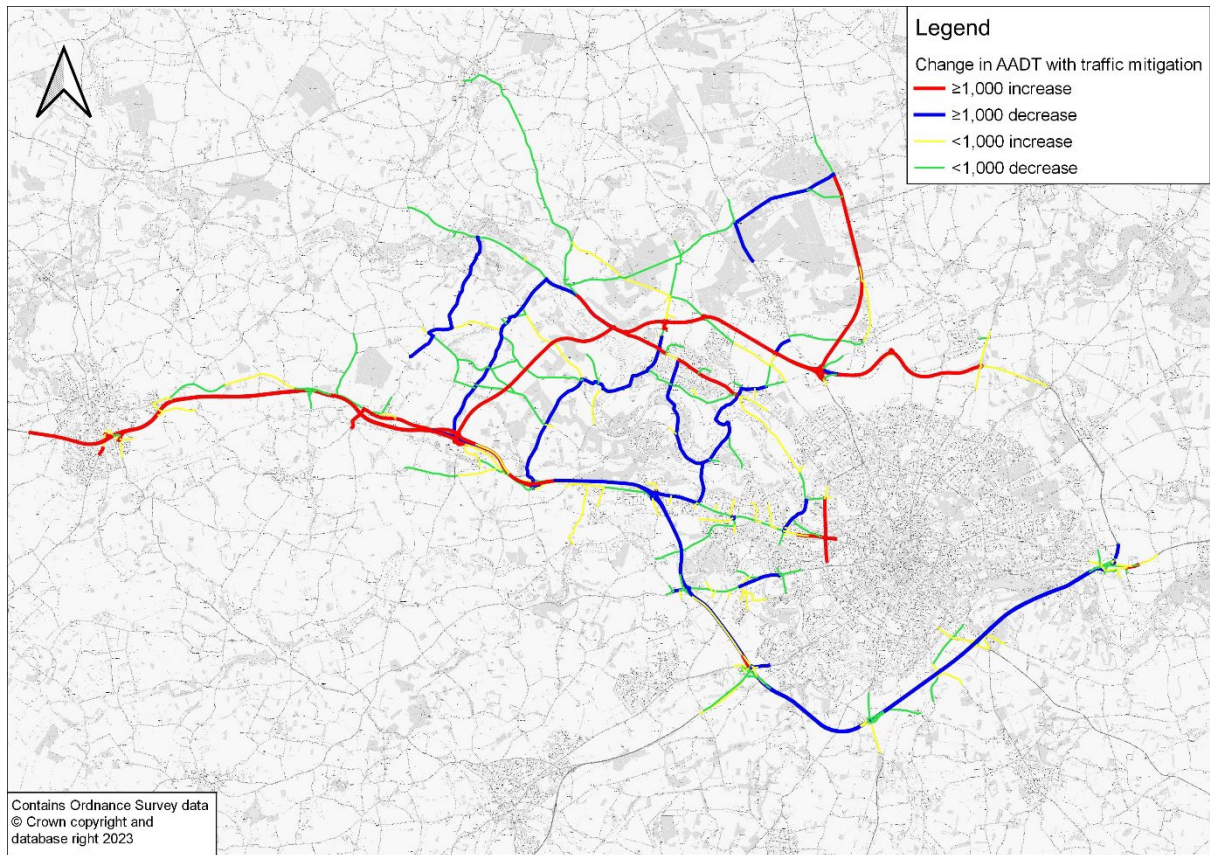 Legend
Change in AADT with traffic mitigation
≥1,000 increase
≥1,000 decrease
<1,000 increase
<1,000 decrease
Contains Ordnance Survey data
© Crown copyright and
database right 2023